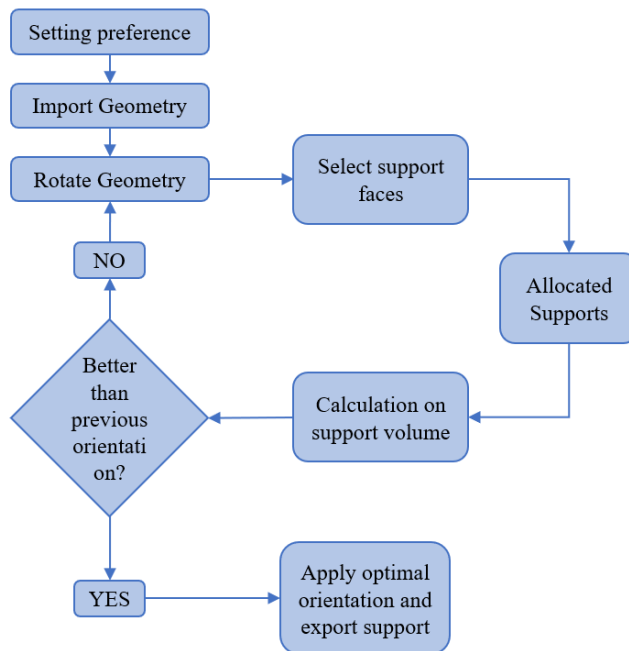 Setting preference
Import Geometry
Rotate Geometry
Select support
faces
NO
Allocated
Supports
Better
than
previous
orientati
on?
Calculation on
support volume
YES
Apply optimal
orientation and
export support